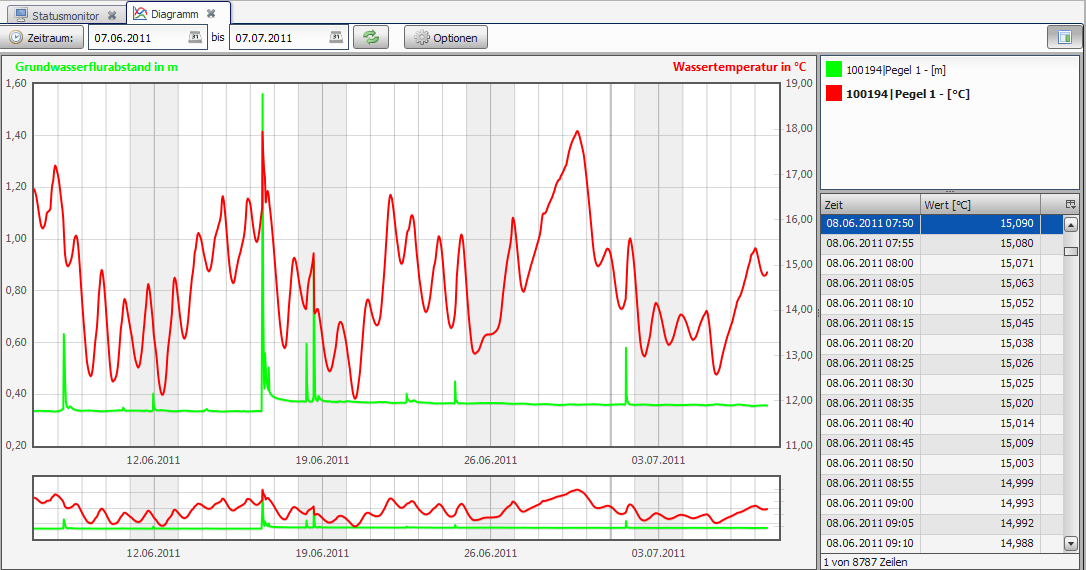 Statusmonitor
Diagramm
Zeitraum: 07.06.2011 31 bis 07.07.2011 31 Optionen
Grundwasserflurabstand in m
Wassertemperatur in °C
1,60
1,40
1,20
1,00
0,80
0,60
0,40
0,20
19,00
18,00
17,00
16,00
15,00
14,00
13,00
12,00
11,00
12.06.2011 19.06.2011 26.06.2011 03.07.2011
12.06.2011 19.06.2011 26.06.2011 03.07.2011
100194|Pegel 1 - [m]
100194|Pegel 1 - [°C]
Zeit Wert [°C]
08.06.2011 07:50 15,090
08.06.2011 07:55 15,080
08.06.2011 08:00 15,071
08.06.2011 08:05 15,063
08.06.2011 08:10 15,052
08.06.2011 08:15 15,045
08.06.2011 08:20 15,038
08.06.2011 08:25 15,026
08.06.2011 08:30 15,025
08.06.2011 08:35 15,020
08.06.2011 08:40 15,014
08.06.2011 08:45 15,009
08.06.2011 08:50 15,003
08.06.2011 08:55 14,999
08.06.2011 09:00 14,993
08.06.2011 09:05 14,992
08.06.2011 09:10 14,988
1 von 8787 Zeilen